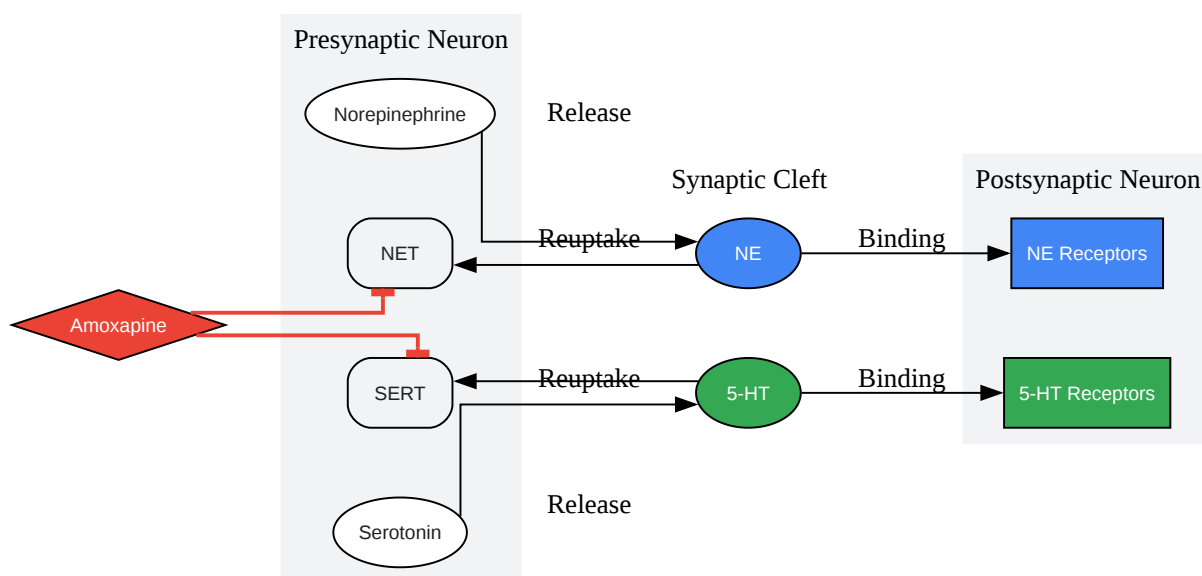 Presynaptic Neuron
Norepinephrine
Release
Synaptic Cleft
Postsynaptic Neuron
NET
Reuptake
NE
Binding
NE Receptors
Amoxapine
SERT
Reuptake
5-HT
Binding
5-HT Receptors
Release
Serotonin